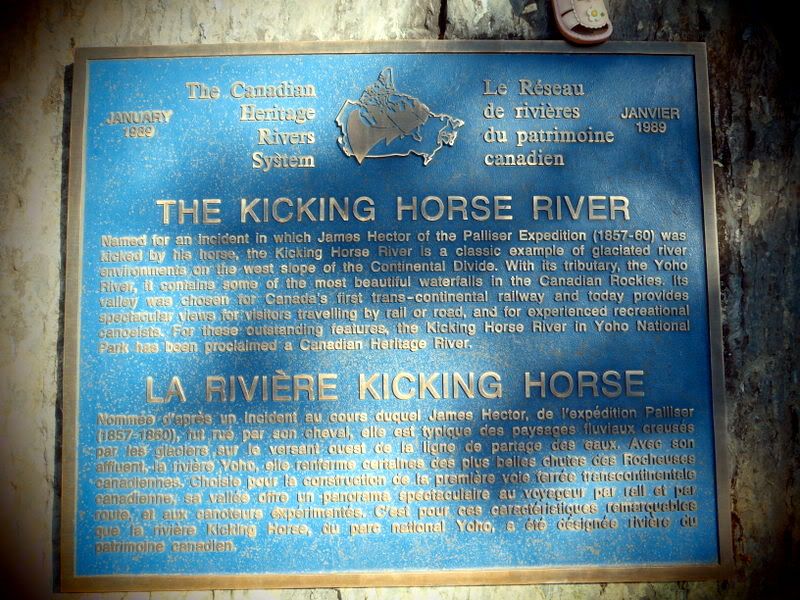 JANUARY
1989
The Canadian
Heritage
Rivers
System
Le Réseau
de rivières
du patrimoine
canadien
JANVIER
1989
THE KICKING HORSE RIVER
Named for an incident in which James Hector of the Palliser Expedition (1857-60) was
kicked by his horse, the Kicking Horse River is a classic example of glaciated river
environments on the west slope of the Continental Divide. With its tributary, the Yoho
River, it contains some of the most beautiful waterfalls in the Canadian Rockies. Its
valley was chosen for Canada's first trans-continental railway and today provides
spectacular views for visitors travelling by rail or road, and for experienced recreational
canoeists. For these outstanding features, the Kicking Horse River in Yoho National
Park has been proclaimed a Canadian Heritage River.
LA RIVIÈRE KICKING HORSE
Nommée d'après un incident au cours duquel James Hector, de l'expédition Palliser
(1857-1860), fut rué par son cheval, elle est typique des paysages fluviaux creusés
par les glaciers sur le versant ouest de la ligne de partage des eaux. Avec son
affluent, la rivière Yoho, elle renferme certaines des plus belles chutes des Rocheuses
canadiennes. Choisie pour la construction de la première voie ferrée transcontinentale
canadienne, sa vallée offre un panorama spectaculaire au voyageur par rail et par
route, et aux canoteurs expérimentés. C'est pour ces caractéristiques remarquables
que la rivière Kicking Horse, du parc national Yoho, a été désignée rivière du
patrimoine canadien.